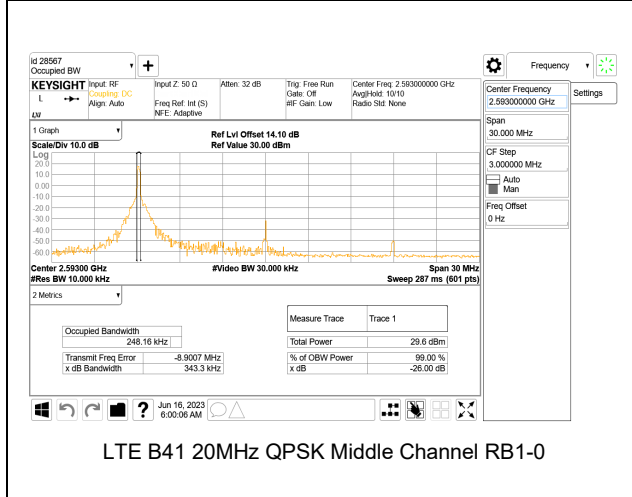 id 28567
Occupied BW
Frequency
KEYSIGHT
L
LXI
Input: RF
Coupling: DC
Align: Auto
Input Z: 50 Ω
Freq Ref: Int (S)
NFE: Adaptive
Atten: 32 dB
Trig: Free Run
Gate: Off
#IF Gain: Low
Center Freq: 2.593000000 GHz
Avg|Hold: 10/10
Radio Std: None
Center Frequency
2.593000000 GHz
Settings
Span
30.000 MHz
CF Step
3.000000 MHz
Auto
Man
Freq Offset
0 Hz
1 Graph
Scale/Div 10.0 dB
Ref Lvl Offset 14.10 dB
Ref Value 30.00 dBm
Log
20.0
10.0
0.00
-10.0
-20.0
-30.0
-40.0
-50.0
-60.0
Center 2.59300 GHz
#Video BW 30.000 kHz
Span 30 MHz
#Res BW 10.000 kHz
Sweep 287 ms (601 pts)
2 Metrics
Measure Trace Trace 1
Occupied Bandwidth
248.16 kHz
Total Power 29.6 dBm
Transmit Freq Error -8.9007 MHz
% of OBW Power 99.00 %
x dB Bandwidth 343.3 kHz
x dB -26.00 dB
?
Jun 16, 2023
6:00:06 AM
LTE B41 20MHz QPSK Middle Channel RB1-0